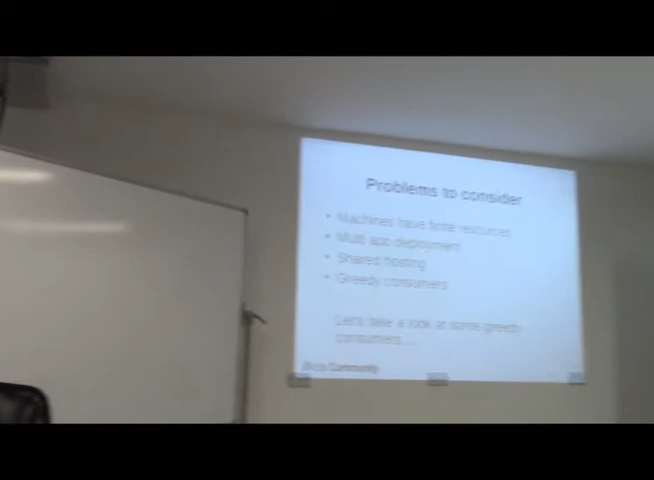 Problems to consider
• Machines have finite resources
• Multi app deployment
• Shared hosting
• Greedy consumers
Let's take a look at some greedy
consumers...
Community